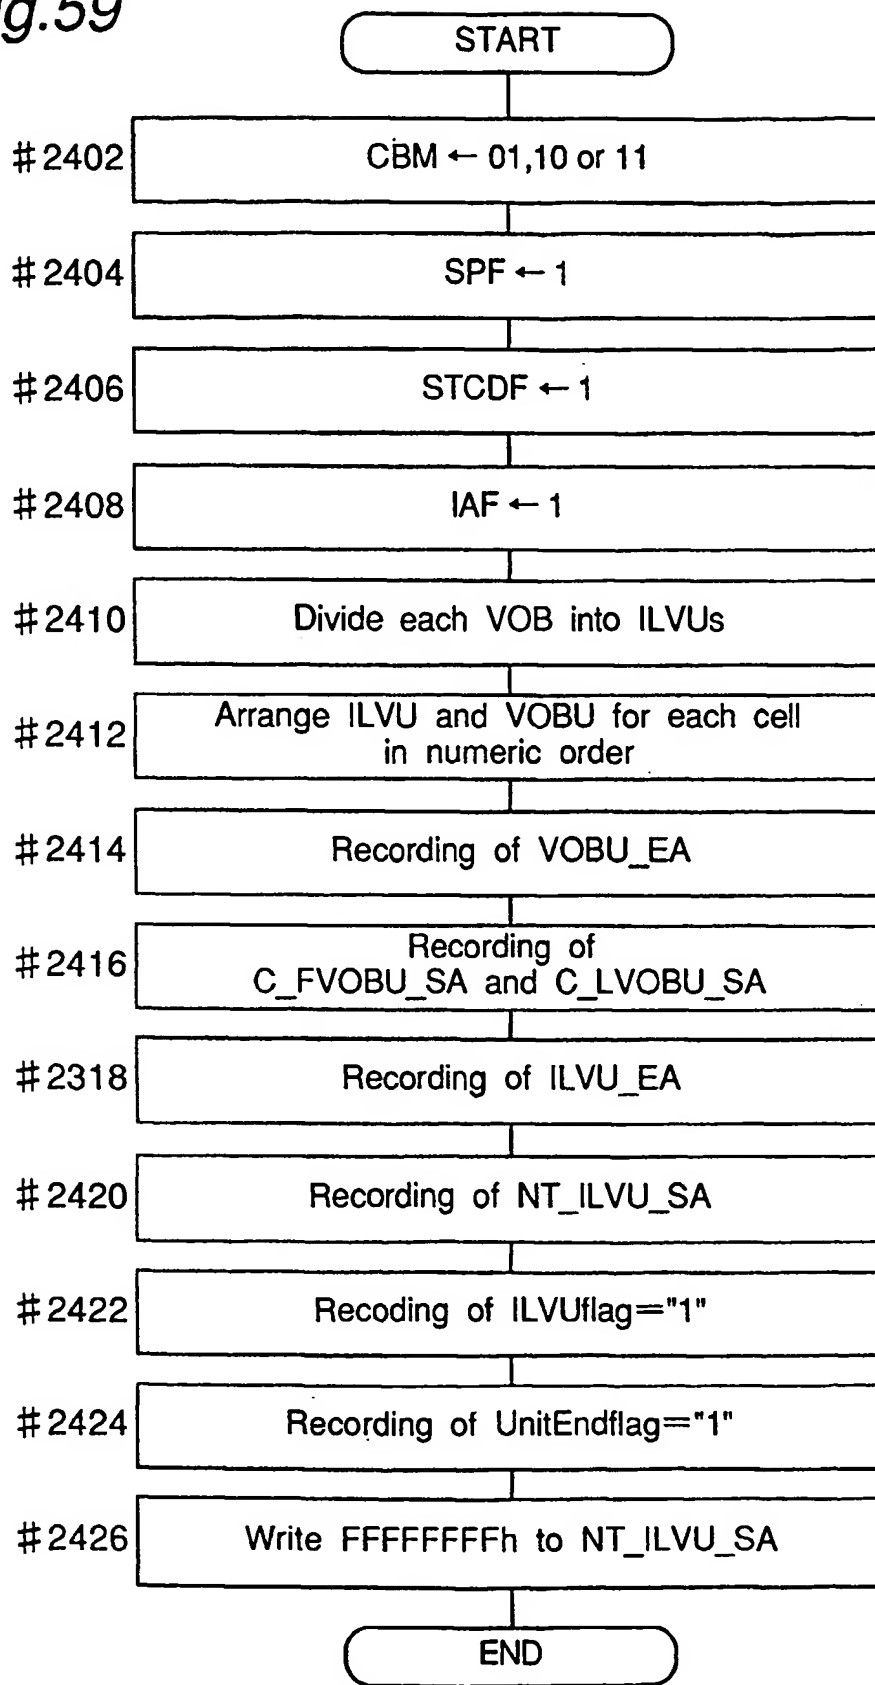 g.59
START
#2402
CBM ← 01,10 or 11
#2404
SPF ← 1
#2406
STCDF ← 1
#2408
IAF ← 1
#2410
Divide each VOB into ILVUs
#2412
Arrange ILVU and VOBU for each cell
in numeric order
#2414
Recording of VOBU_EA
#2416
Recording of
C_FVOBU_SA and C_LVOBU_SA
#2318
Recording of ILVU_EA
#2420
Recording of NT_ILVU_SA
#2422
Recoding of ILVUflag="1"
#2424
Recording of UnitEndflag="1"
#2426
Write FFFFFFFFh to NT_ILVU_SA
END